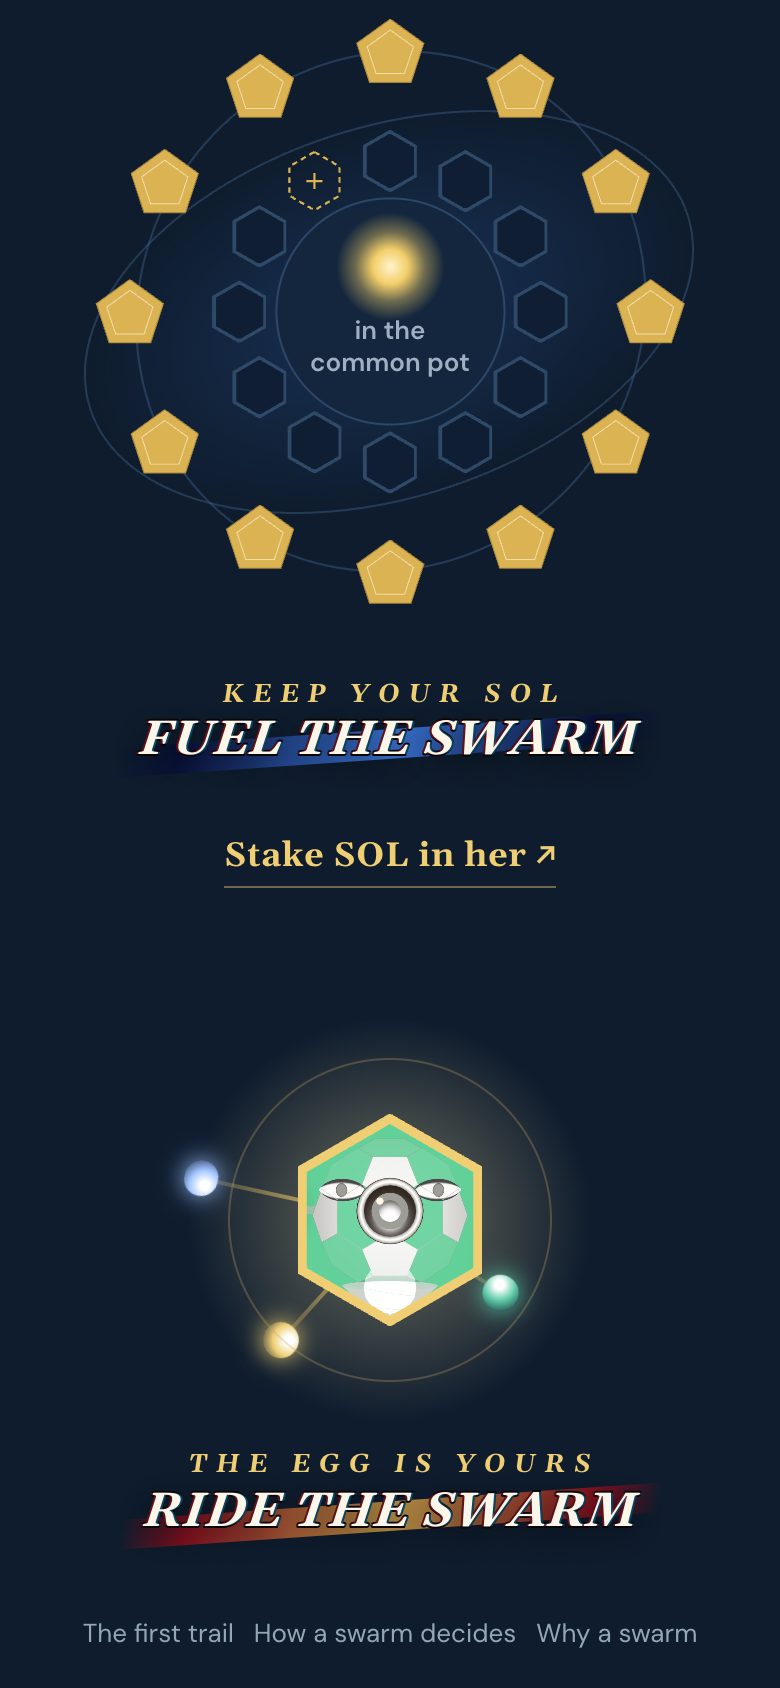 +
in the
common pot
KEEP YOUR SOL
FUEL THE SWARM
Stake SOL in her ↗
THE EGG IS YOURS
RIDE THE SWARM
The first trail How a swarm decides Why a swarm